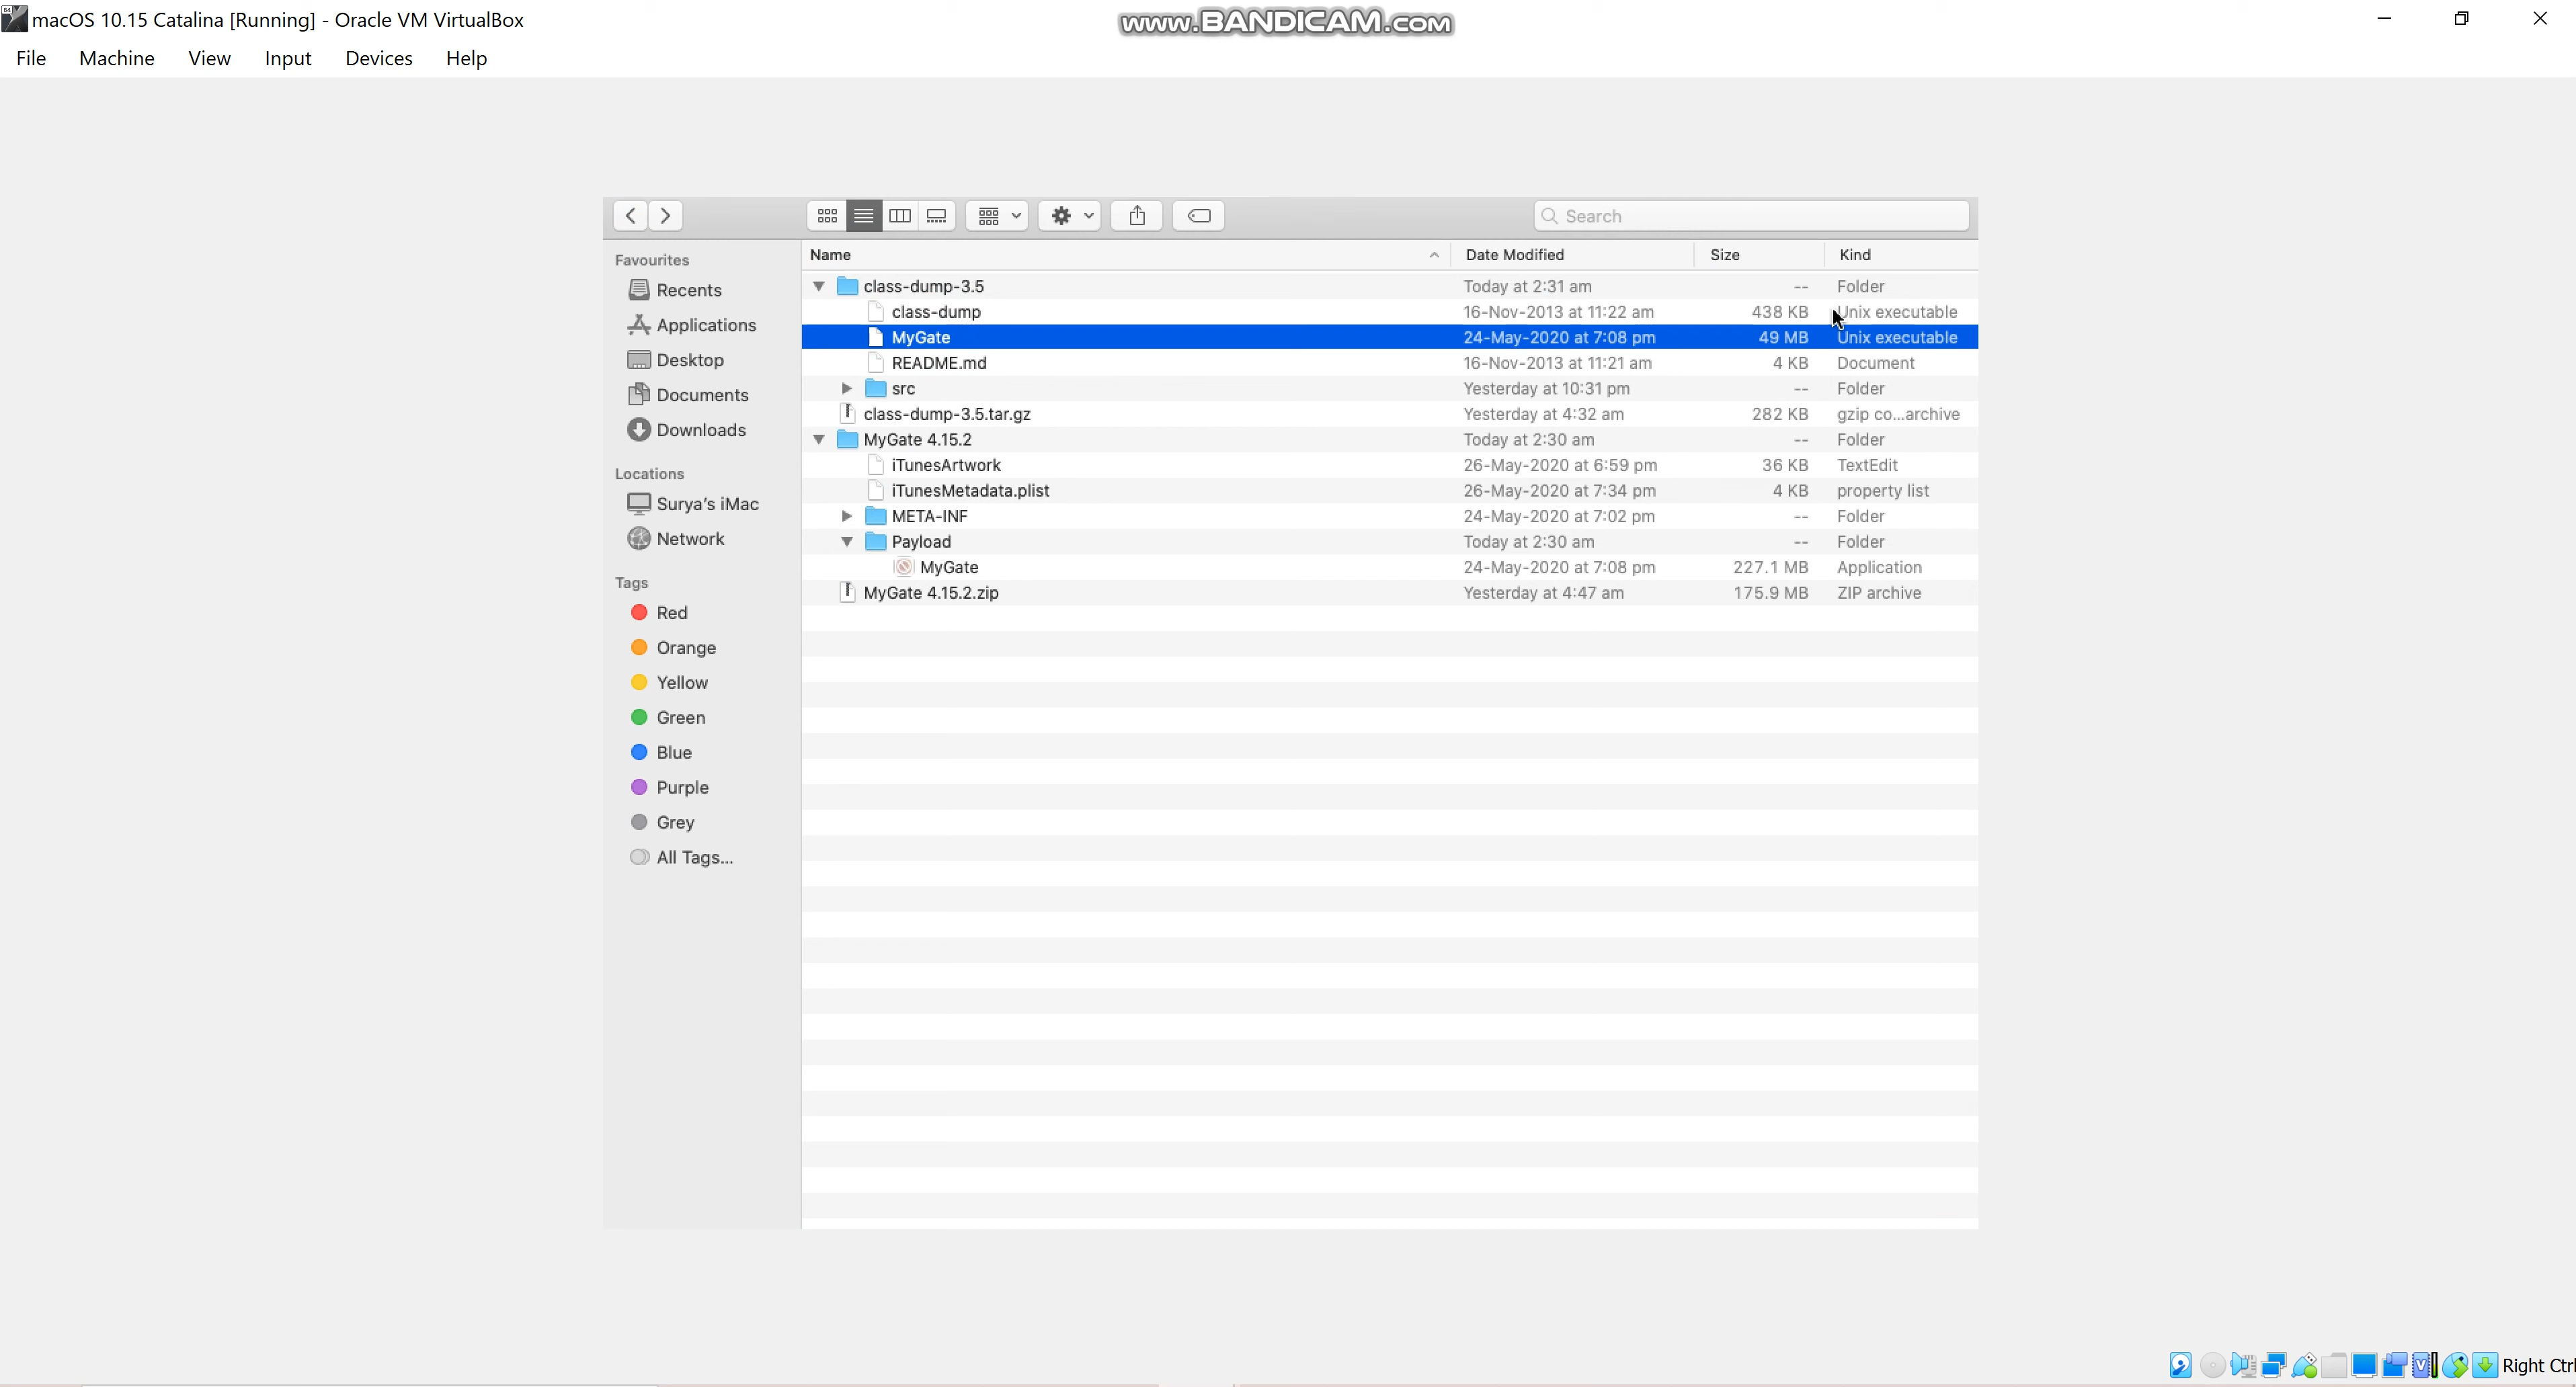 macOS 10.15 Catalina [Running] - Oracle VM VirtualBox
www.BANDICAM.com
File Machine View Input Devices Help
Search
Favourites
Recents
Applications
Desktop
Documents
Downloads
Locations
Surya's iMac
Network
Tags
Red
Orange
Yellow
Green
Blue
Purple
Grey
All Tags...
Name Date Modified Size Kind
class-dump-3.5 Today at 2:31 am -- Folder
class-dump 16-Nov-2013 at 11:22 am 438 KB Unix executable
MyGate 24-May-2020 at 7:08 pm 49 MB Unix executable
README.md 16-Nov-2013 at 11:21 am 4 KB Document
src Yesterday at 10:31 pm -- Folder
class-dump-3.5.tar.gz Yesterday at 4:32 am 282 KB gzip co...archive
MyGate 4.15.2 Today at 2:30 am -- Folder
iTunesArtwork 26-May-2020 at 6:59 pm 36 KB TextEdit
iTunesMetadata.plist 26-May-2020 at 7:34 pm 4 KB property list
META-INF 24-May-2020 at 7:02 pm -- Folder
Payload Today at 2:30 am -- Folder
MyGate 24-May-2020 at 7:08 pm 227.1 MB Application
MyGate 4.15.2.zip Yesterday at 4:47 am 175.9 MB ZIP archive
Right Ctrl